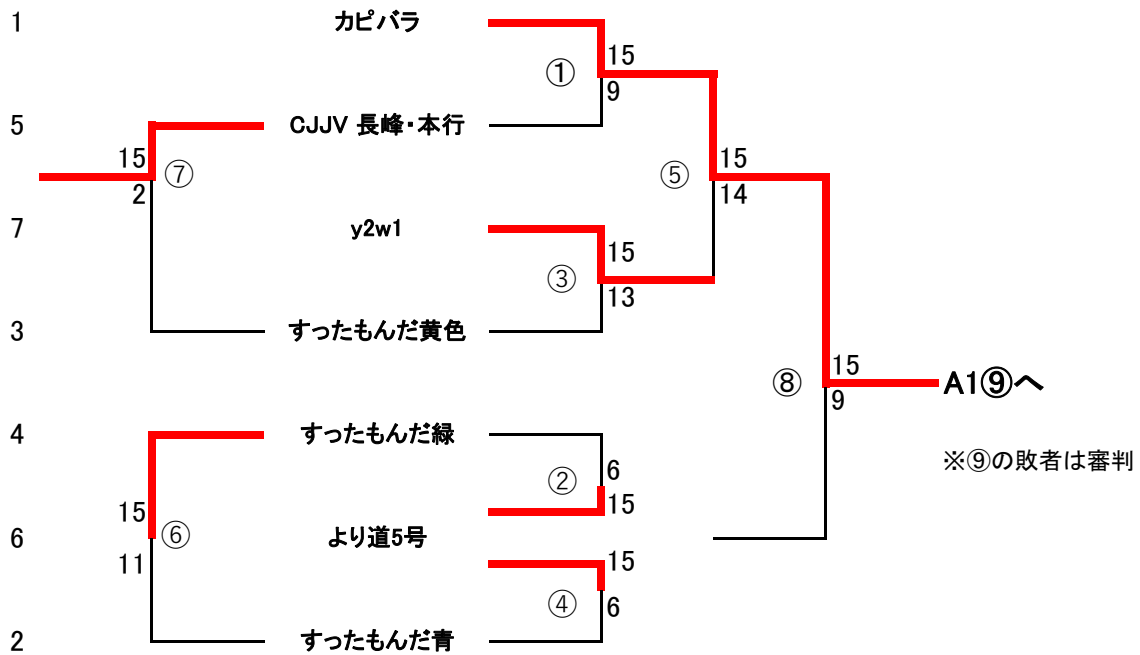 1 カピバラ
15
①
9
5 CJJV 長峰・本行
15 ⑦
2
15
⑤
14
7 y2w1
15
③
13
3 すったもんだ黄色
15
⑧
9
A1⑨へ
4 すったもんだ緑
6
②
15
※⑨の敗者は審判
15
⑥
11
6 より道5号
15
④
6
2 すったもんだ青